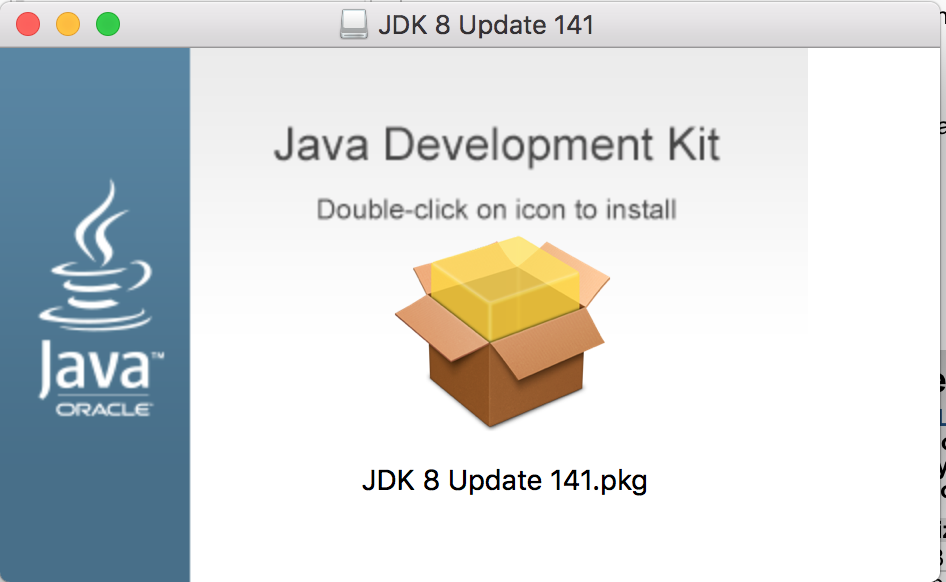 JDK 8 Update 141
Java Development Kit
Double-click on icon to install
Java™
ORACLE
JDK 8 Update 141.pkg